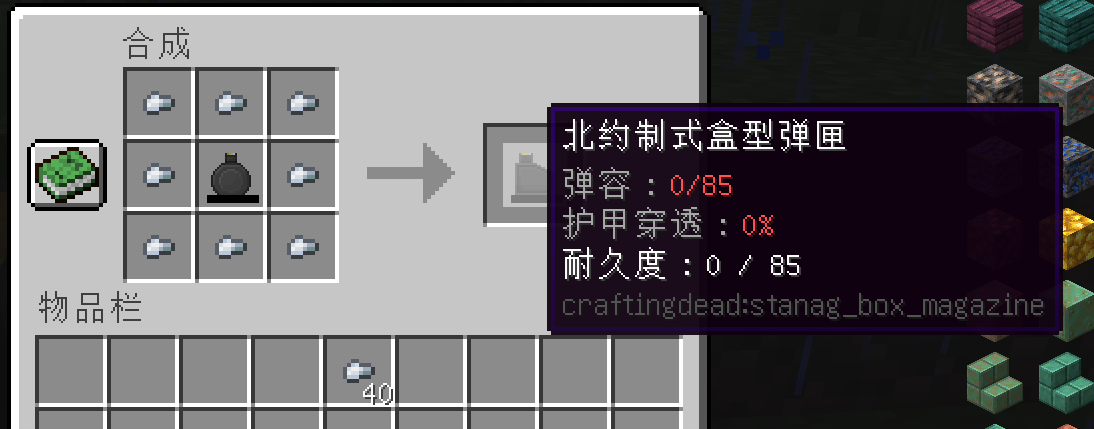 合成
北约制式盒型弹匣
弹容：0/85
护甲穿透：0%
耐久度：0 / 85
craftingdead:stanag_box_magazine
物品栏
40